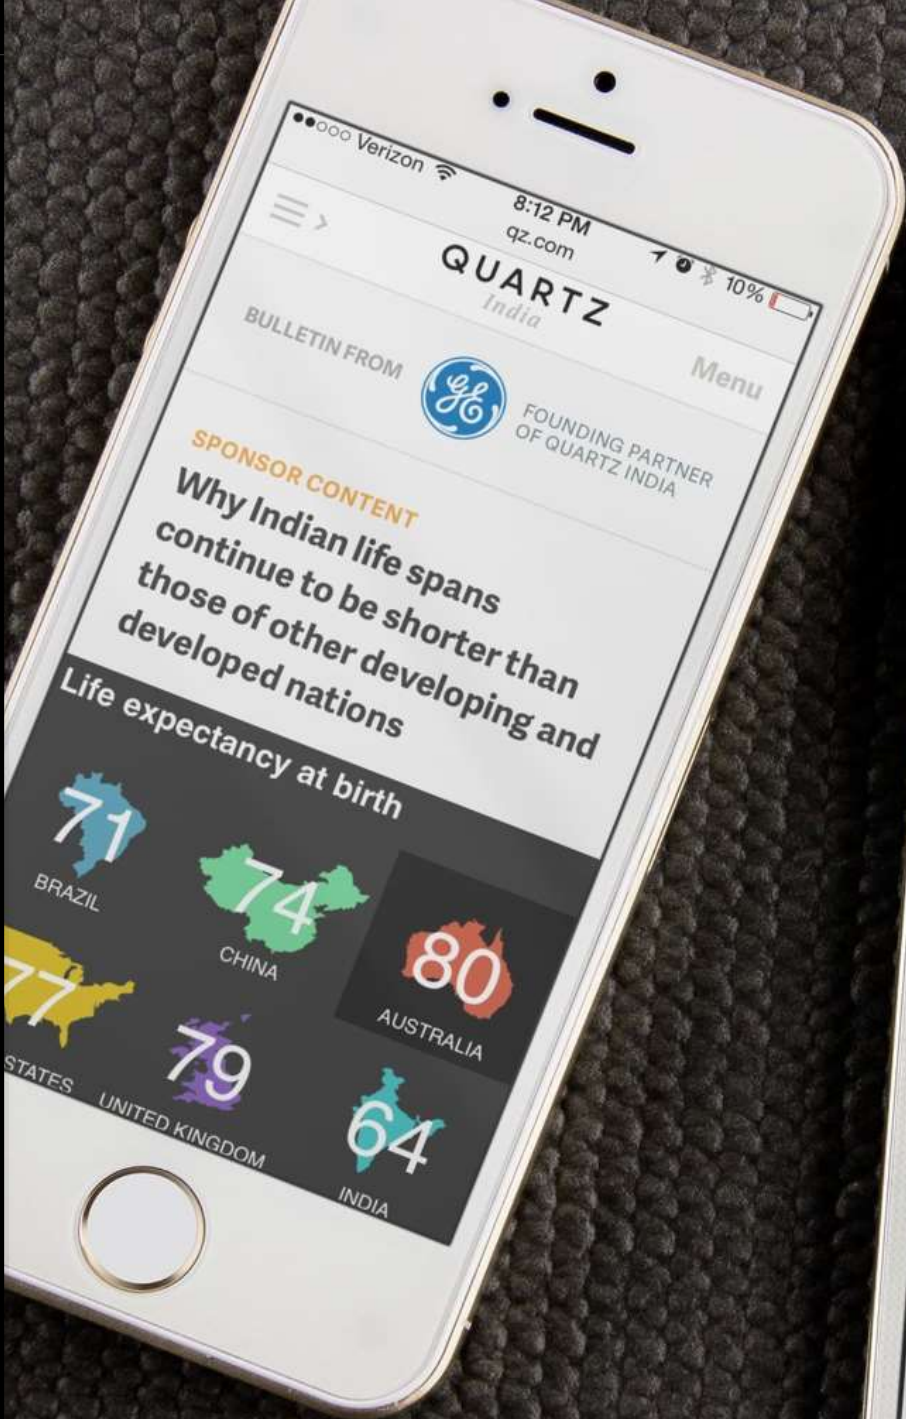 Verizon
8:12 PM
10%
qz.com
QUARTZ
India
Menu
BULLETIN FROM
GE
FOUNDING PARTNER
OF QUARTZ INDIA
SPONSOR CONTENT
Why Indian life spans
continue to be shorter than
those of other developing and
developed nations
Life expectancy at birth
71
BRAZIL
74
CHINA
80
AUSTRALIA
77
STATES
79
UNITED KINGDOM
64
INDIA